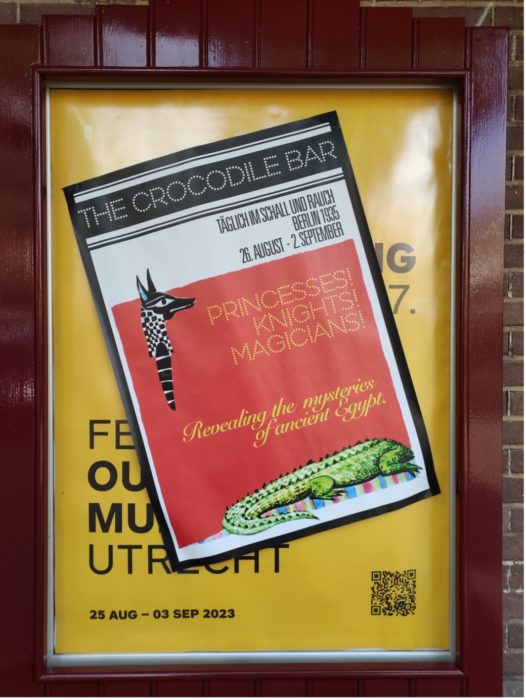 THE CROCODILE BAR
TÄGLICH IM SCHALL UND RAUCH
BERLIN 1935
26. AUGUST - 2. SEPTEMBER
PRINCESSES!
KNIGHTS!
MAGICIANS!
Revealing the mysteries
of ancient Egypt.
NG
7.
FE
OU
MU
UTRECHT
25 AUG – 03 SEP 2023